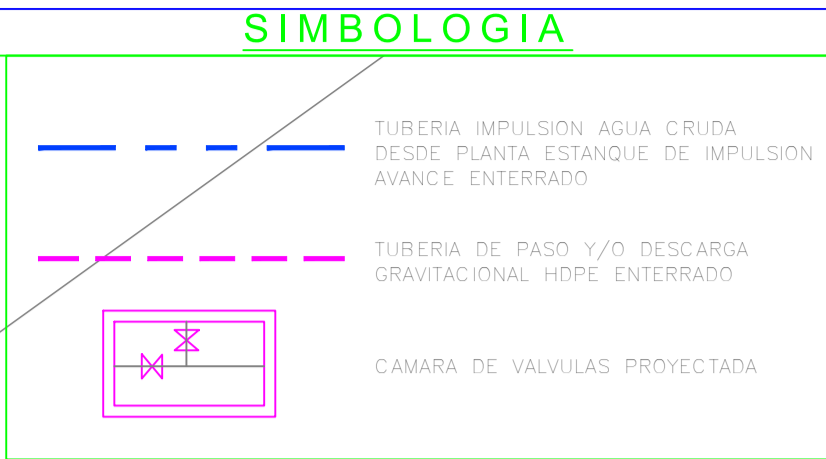 SIMBOLOGIA
TUBERIA IMPULSION AGUA CRUDA
DESDE PLANTA ESTANQUE DE IMPULSION
AVANCE ENTERRADO
TUBERIA DE PASO Y/O DESCARGA
GRAVITACIONAL HDPE ENTERRADO
CAMARA DE VALVULAS PROYECTADA